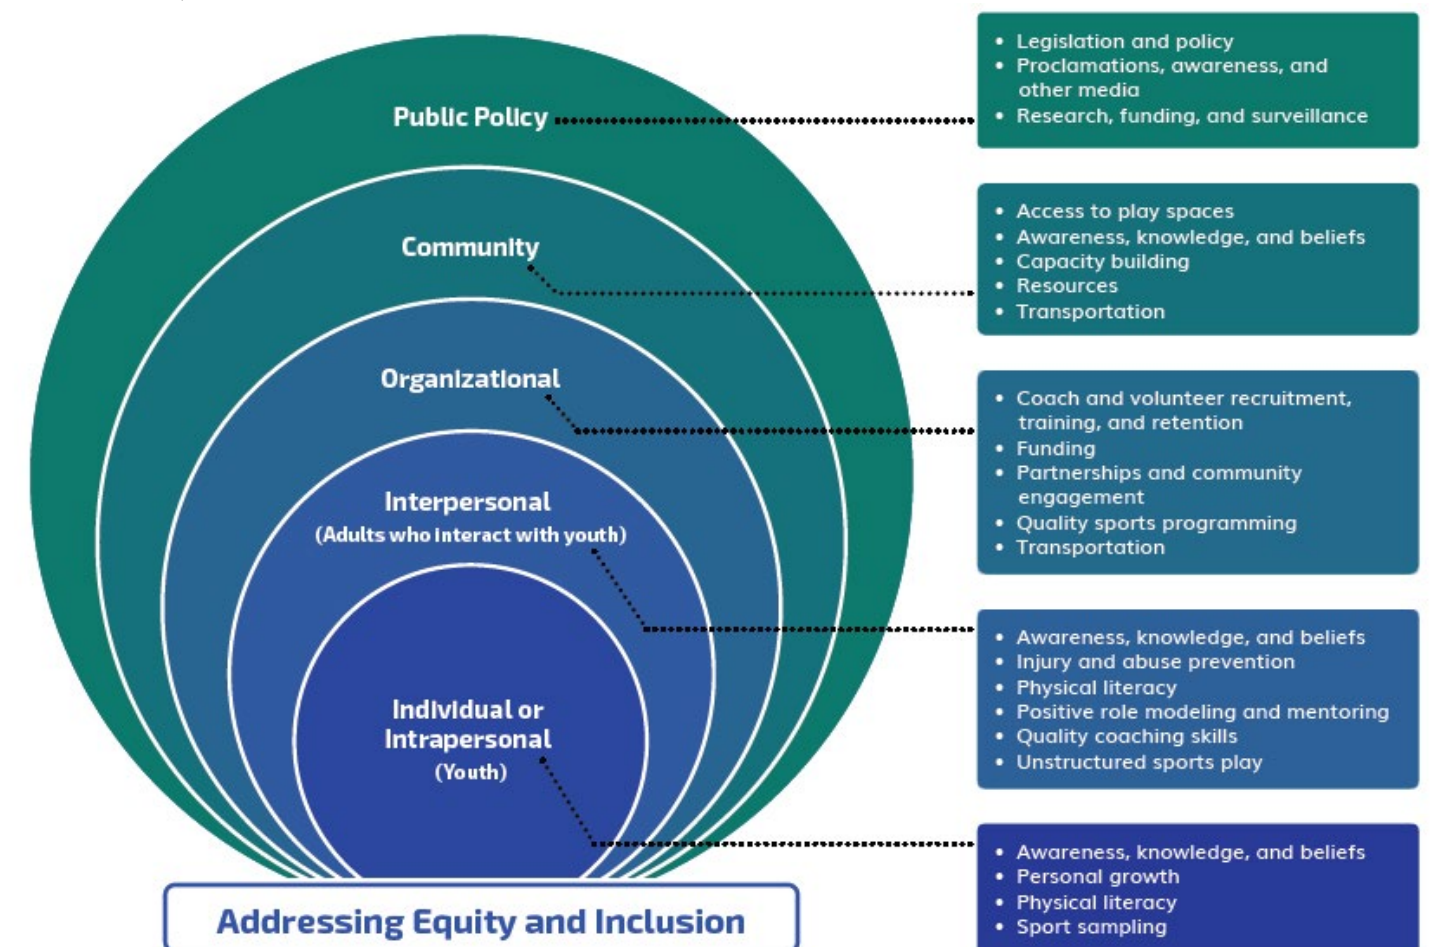 Public Policy
• Legislation and policy
• Proclamations, awareness, and
other media
• Research, funding, and surveillance
Community
• Access to play spaces
• Awareness, knowledge, and beliefs
• Capacity building
• Resources
• Transportation
Organizational
• Coach and volunteer recruitment,
training, and retention
• Funding
• Partnerships and community
engagement
• Quality sports programming
• Transportation
Interpersonal
(Adults who interact with youth)
• Awareness, knowledge, and beliefs
• Injury and abuse prevention
• Physical literacy
• Positive role modeling and mentoring
• Quality coaching skills
• Unstructured sports play
Individual or
Intrapersonal
(Youth)
• Awareness, knowledge, and beliefs
• Personal growth
• Physical literacy
• Sport sampling
Addressing Equity and Inclusion